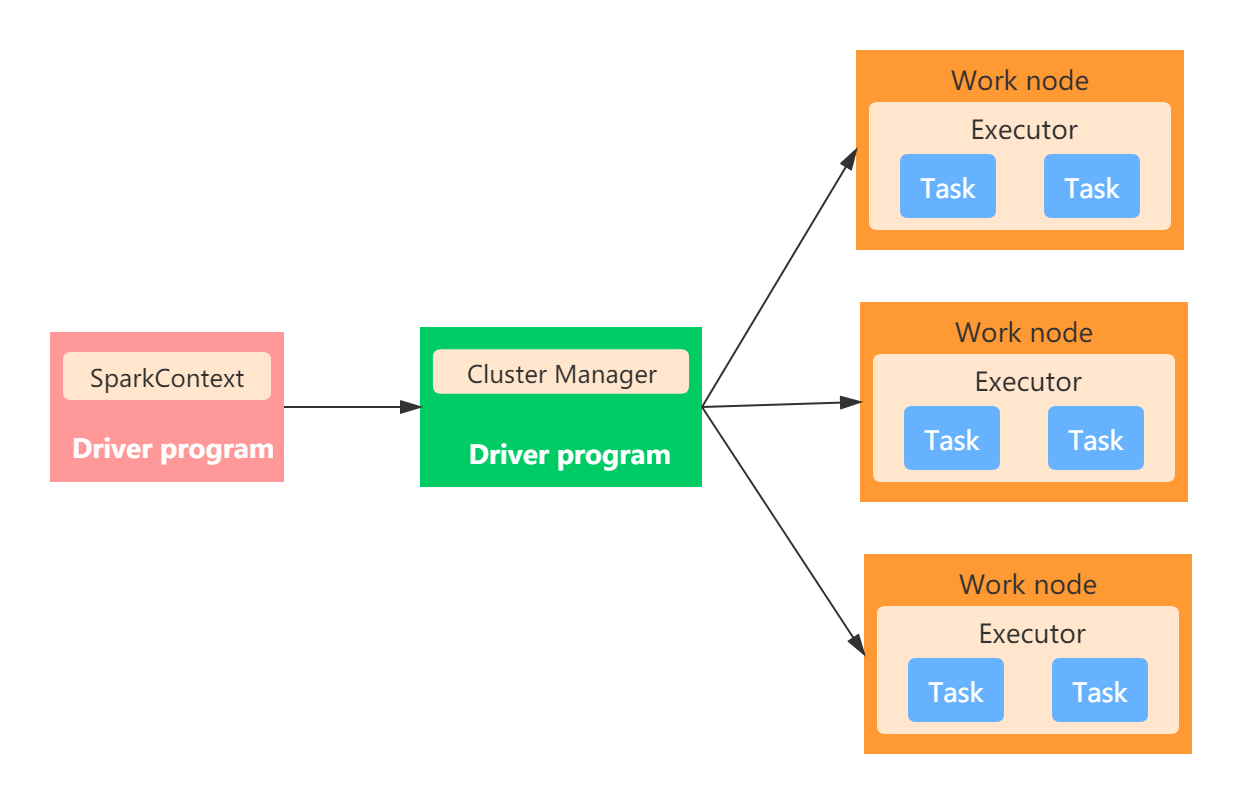 SparkContext
Driver program
Cluster Manager
Driver program
Work node
Executor
Task Task
Work node
Executor
Task Task
Work node
Executor
Task Task